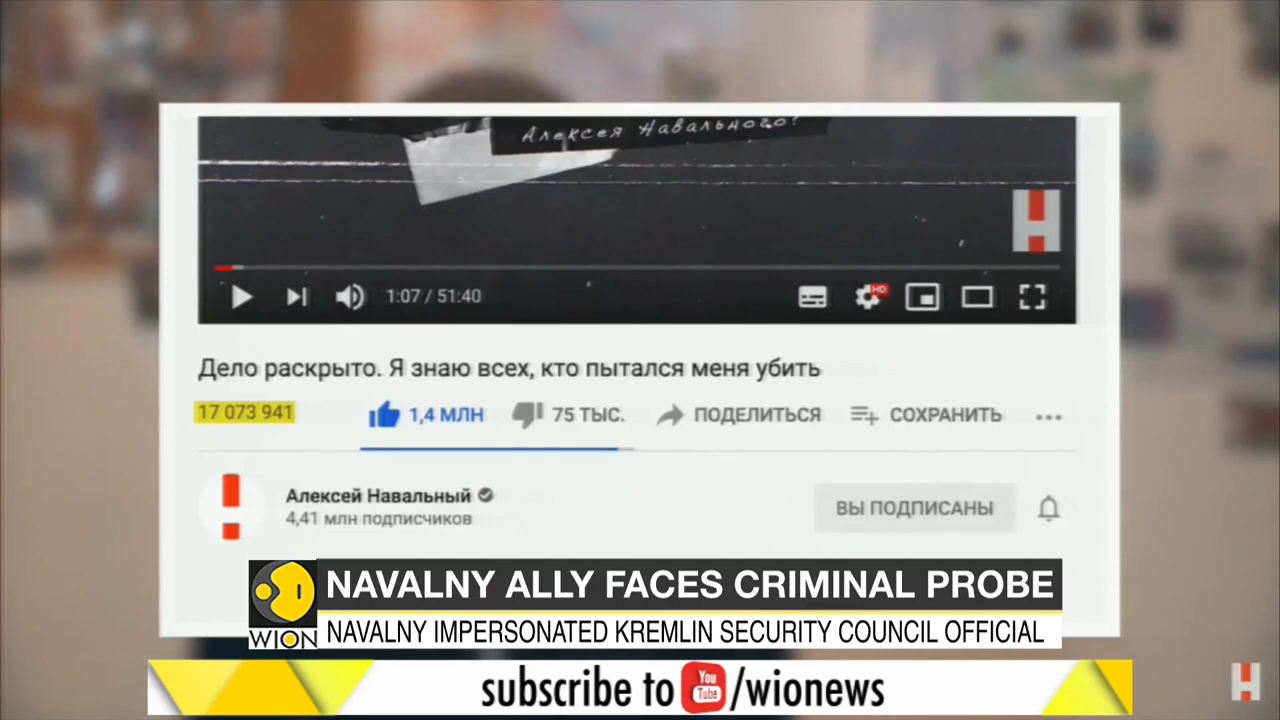 Алексея Навального?
1:07 / 51:40
HD
Дело раскрыто. Я знаю всех, кто пытался меня убить
17 073 941
1,4 МЛН
75 ТЫС.
ПОДЕЛИТЬСЯ
СОХРАНИТЬ
Алексей Навальный
4,41 млн подписчиков
ВЫ ПОДПИСАНЫ
NAVALNY ALLY FACES CRIMINAL PROBE
WION
NAVALNY IMPERSONATED KREMLIN SECURITY COUNCIL OFFICIAL
subscribe to You Tube /wionews